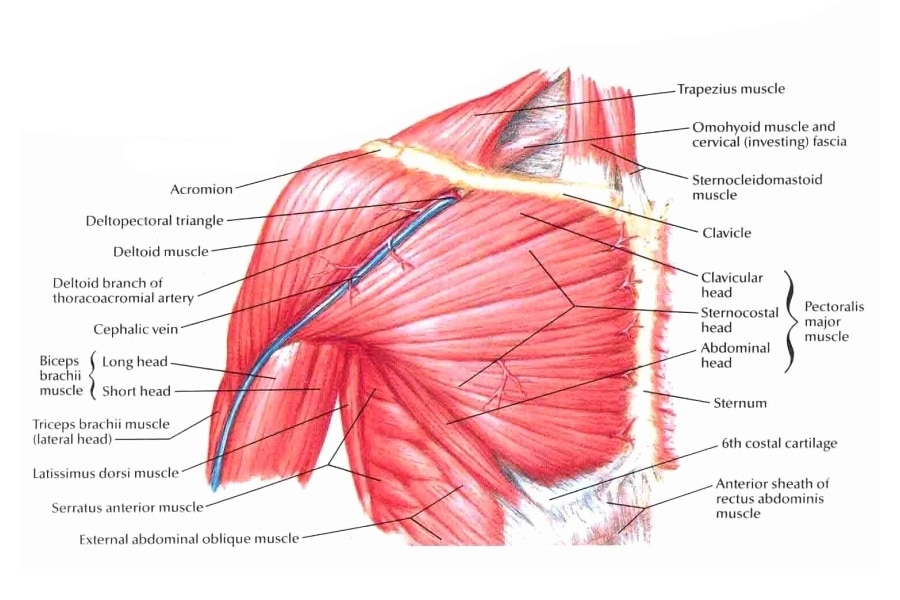 Trapezius muscle
Omohyoid muscle and
cervical (investing) fascia
Sternocleidomastoid
muscle
Clavicle
Clavicular
head
Sternocostal
head
Abdominal
head
Pectoralis
major
muscle
Sternum
6th costal cartilage
Anterior sheath of
rectus abdominis
muscle
Acromion
Deltopectoral triangle
Deltoid muscle
Deltoid branch of
thoracoacromial artery
Cephalic vein
Biceps
brachii
muscle
Long head
Short head
Triceps brachii muscle
(lateral head)
Latissimus dorsi muscle
Serratus anterior muscle
External abdominal oblique muscle